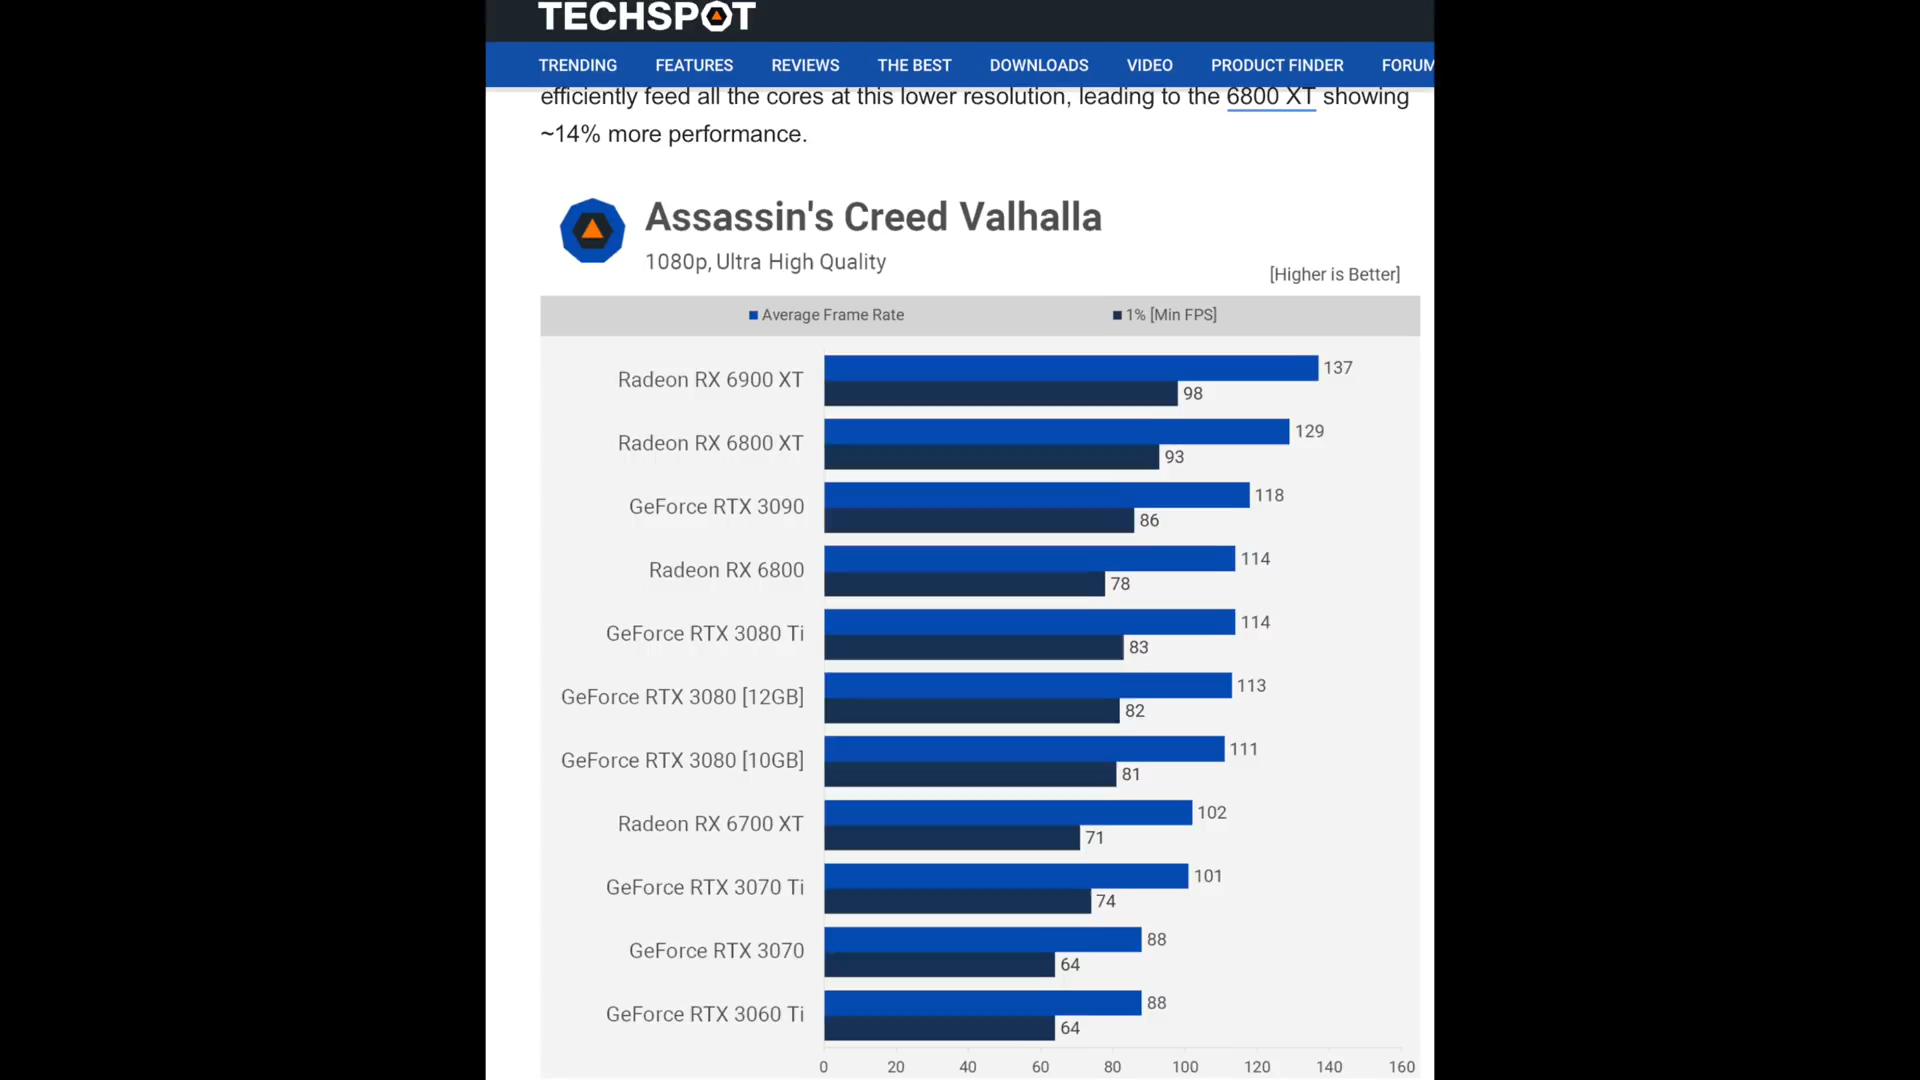 TECHSPOT
TRENDING FEATURES REVIEWS THE BEST DOWNLOADS VIDEO PRODUCT FINDER FORUM
efficiently feed all the cores at this lower resolution, leading to the 6800 XT showing
~14% more performance.
Assassin's Creed Valhalla
1080p, Ultra High Quality
[Higher is Better]
Average Frame Rate 1% [Min FPS]
Radeon RX 6900 XT 137
98
Radeon RX 6800 XT 129
93
GeForce RTX 3090 118
86
Radeon RX 6800 114
78
GeForce RTX 3080 Ti 114
83
GeForce RTX 3080 [12GB] 113
82
GeForce RTX 3080 [10GB] 111
81
Radeon RX 6700 XT 102
71
GeForce RTX 3070 Ti 101
74
GeForce RTX 3070 88
64
GeForce RTX 3060 Ti 88
64
0 20 40 60 80 100 120 140 160